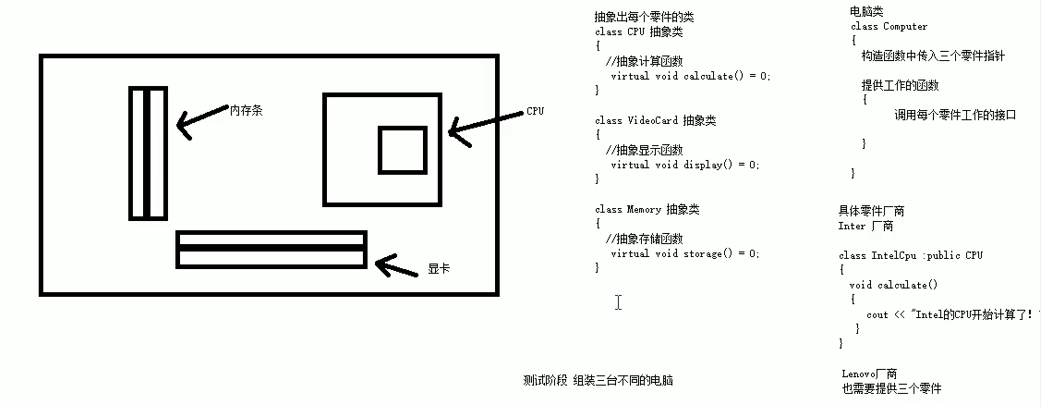 内存条
CPU
显卡
抽象出每个零件的类
class CPU 抽象类
{
//抽象计算函数
virtual void calculate() = 0;
}
class VideoCard 抽象类
{
//抽象显示函数
virtual void display() = 0;
}
class Memory 抽象类
{
//抽象存储函数
virtual void storage() = 0;
}
测试阶段 组装三台不同的电脑
电脑类
class Computer
{
构造函数中传入三个零件指针
提供工作的函数
{
调用每个零件工作的接口
}
}
具体零件厂商
Inter 厂商
class IntelCpu :public CPU
{
void calculate()
{
cout << "Intel的CPU开始计算了!"
}
}
Lenovo厂商
也需要提供三个零件